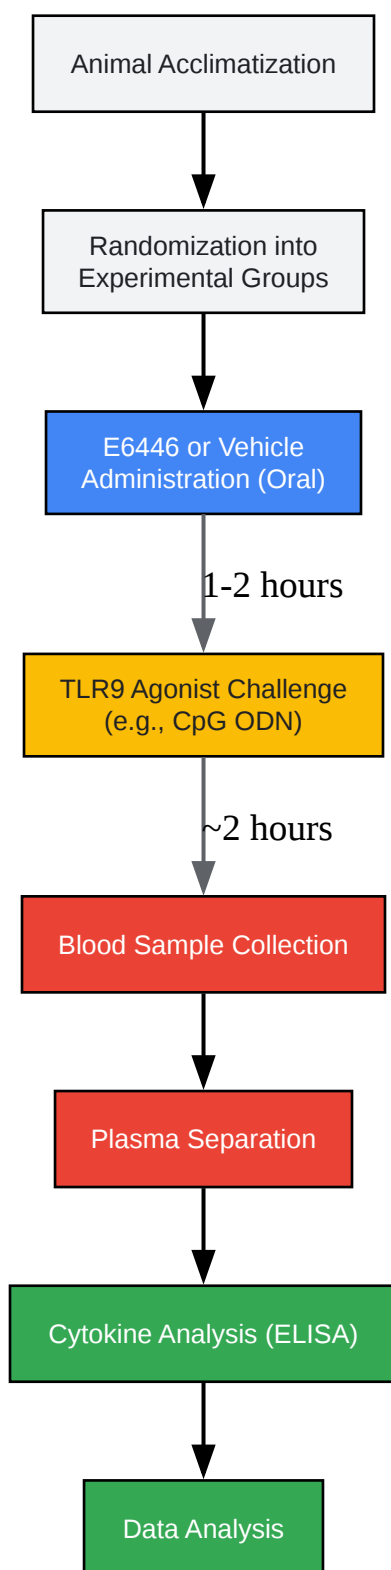 Animal Acclimatization
Randomization into
Experimental Groups
E6446 or Vehicle
Administration (Oral)
1-2 hours
TLR9 Agonist Challenge
(e.g., CpG ODN)
~2 hours
Blood Sample Collection
Plasma Separation
Cytokine Analysis (ELISA)
Data Analysis